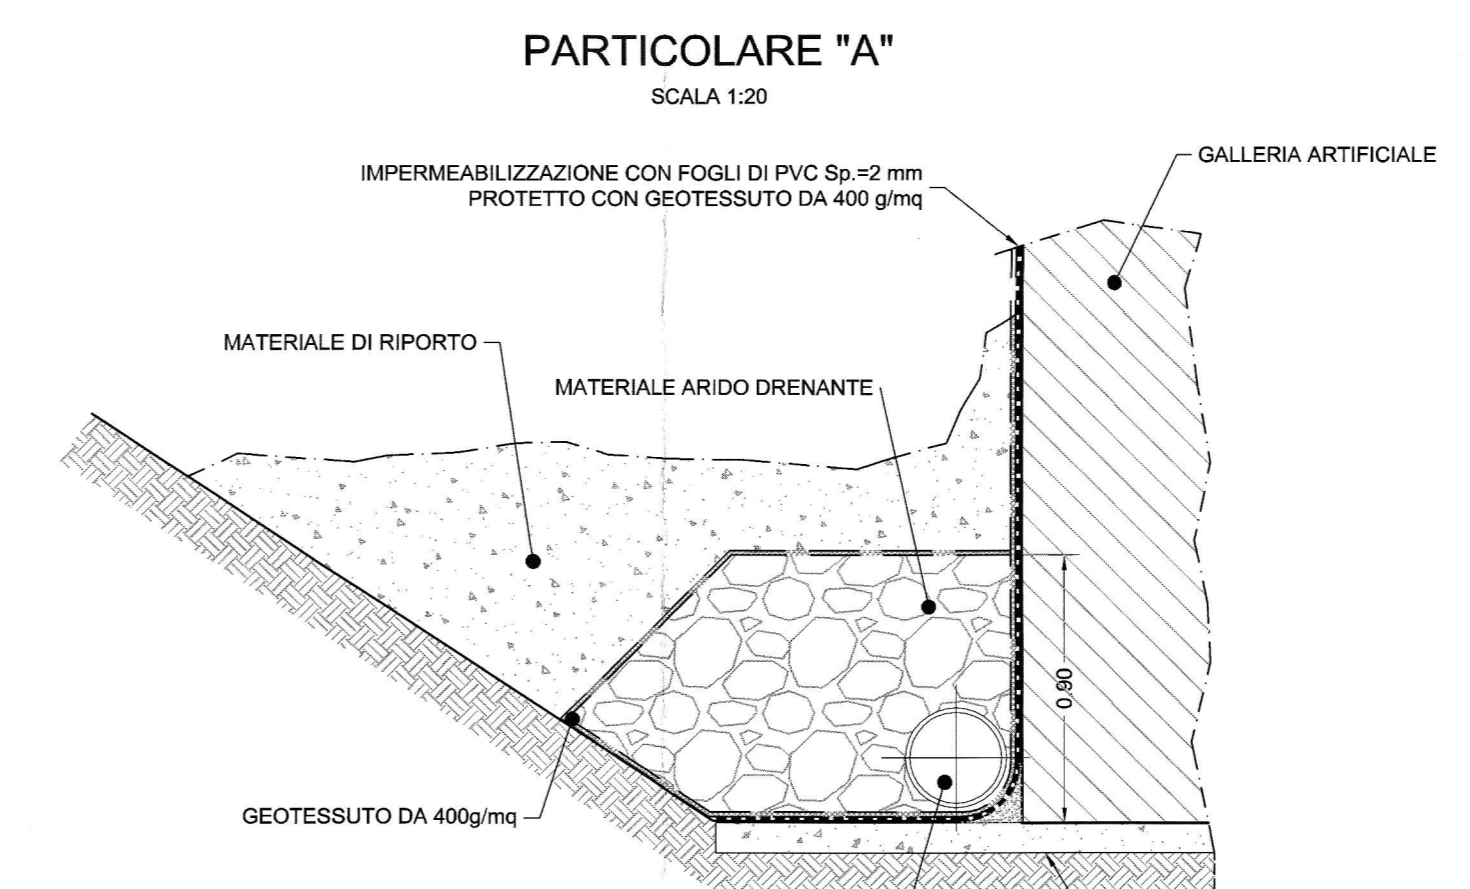 PARTICOLARE "A"
SCALA 1:20
IMPERMEABILIZZAZIONE CON FOGLI DI PVC Sp.=2 mm
PROTETTO CON GEOTESSUTO DA 400 g/mq
GALLERIA ARTIFICIALE
MATERIALE DI RIPORTO
MATERIALE ARIDO DRENANTE
0.90
GEOTESSUTO DA 400g/mq